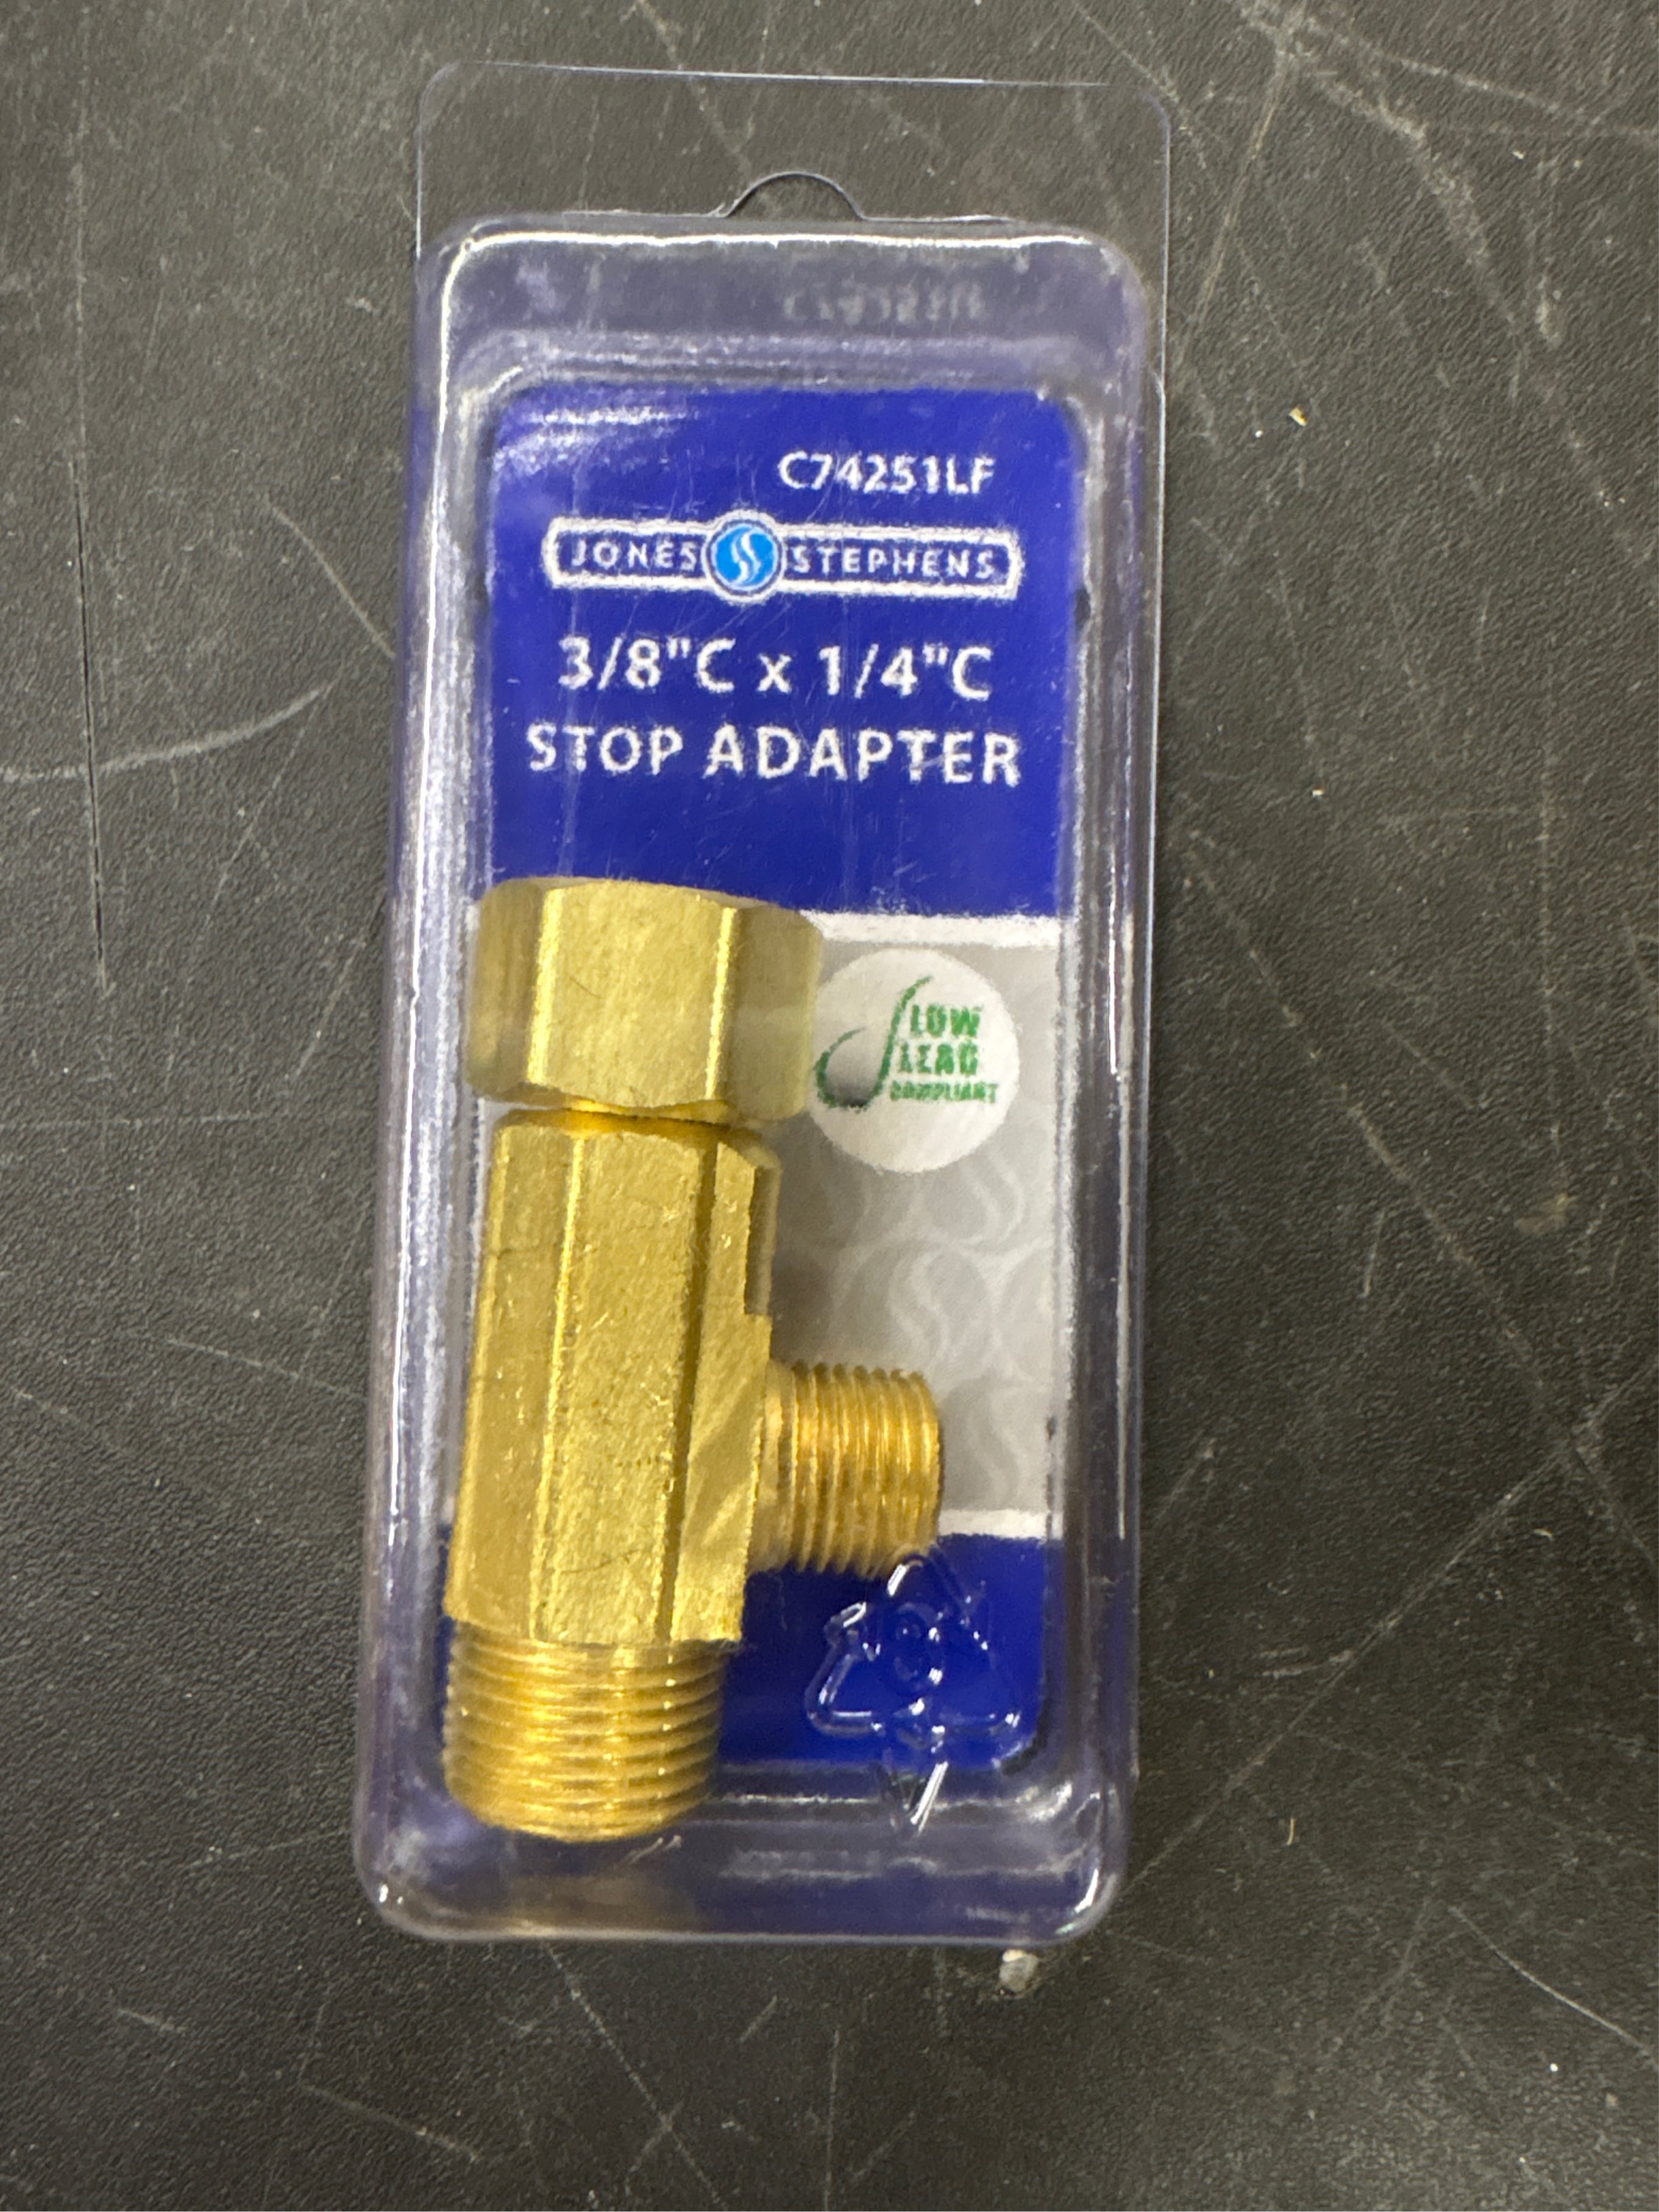 C74251LF
JONES STEPHENS
3/8"C x 1/4"C
STOP ADAPTER
LOW
LEAD
COMPLIANT